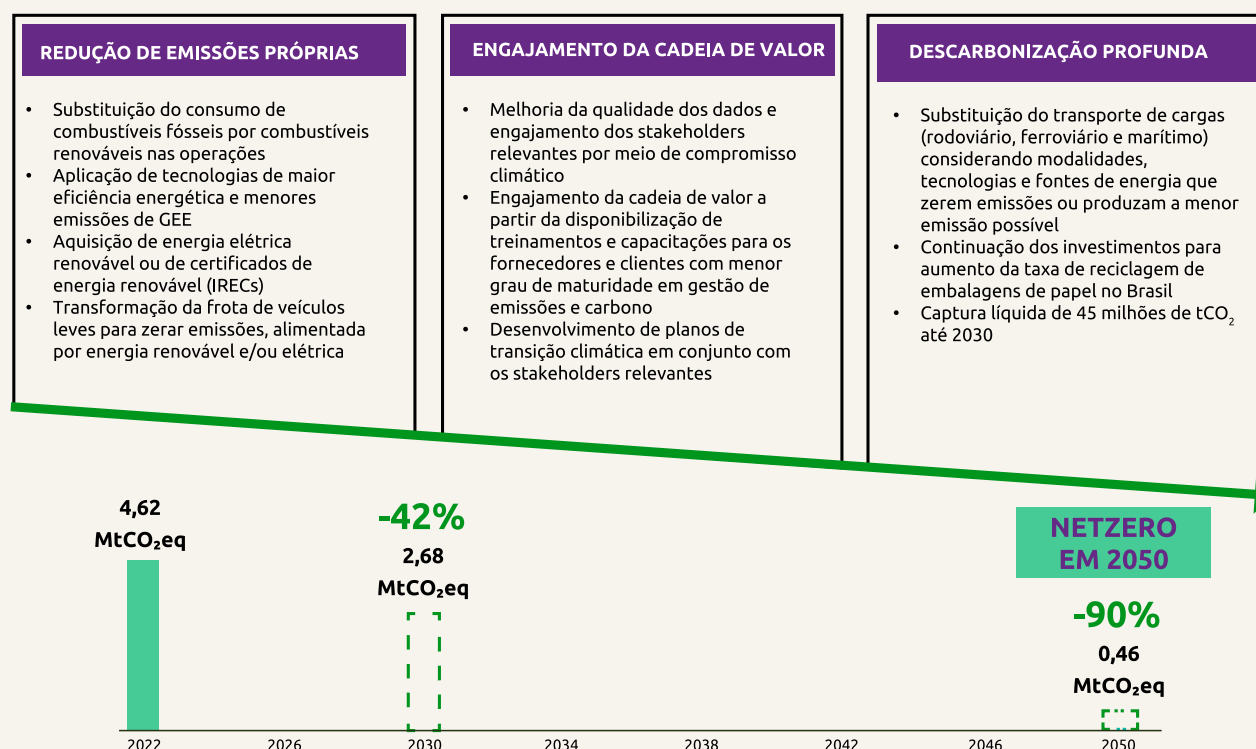 REDUÇÃO DE EMISSÕES PRÓPRIAS
• Substituição do consumo de
combustíveis fósseis por combustíveis
renováveis nas operações
• Aplicação de tecnologias de maior
eficiência energética e menores
emissões de GEE
• Aquisição de energia elétrica
renovável ou de certificados de
energia renovável (IRECs)
• Transformação da frota de veículos
leves para zerar emissões, alimentada
por energia renovável e/ou elétrica
ENGAJAMENTO DA CADEIA DE VALOR
• Melhoria da qualidade dos dados e
engajamento dos stakeholders
relevantes por meio de compromisso
climático
• Engajamento da cadeia de valor a
partir da disponibilização de
treinamentos e capacitações para os
fornecedores e clientes com menor
grau de maturidade em gestão de
emissões e carbono
• Desenvolvimento de planos de
transição climática em conjunto com
os stakeholders relevantes
DESCARBONIZAÇÃO PROFUNDA
• Substituição do transporte de cargas
(rodoviário, ferroviário e marítimo)
considerando modalidades,
tecnologias e fontes de energia que
zerem emissões ou produzam a menor
emissão possível
• Continuação dos investimentos para
aumento da taxa de reciclagem de
embalagens de papel no Brasil
• Captura líquida de 45 milhões de tCO₂
até 2030
4,62
MtCO₂eq
-42%
2,68
MtCO₂eq
NETZERO
EM 2050
-90%
0,46
MtCO₂eq
2022 2026 2030 2034 2038 2042 2046 2050